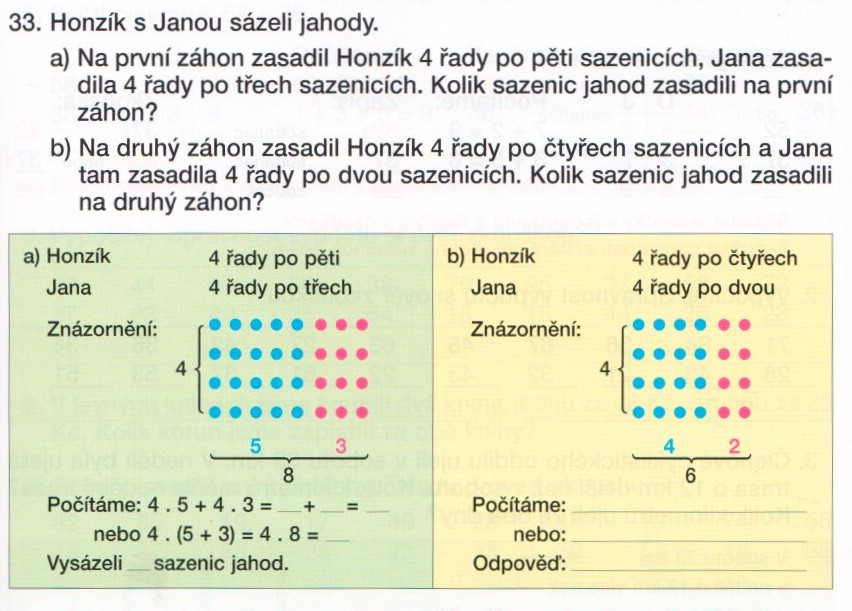 33. Honzík s Janou sázeli jahody.
a) Na první záhon zasadil Honzík 4 řady po pěti sazenicích, Jana zasa-
dila 4 řady po třech sazenicích. Kolik sazenic jahod zasadili na první
záhon?
b) Na druhý záhon zasadil Honzík 4 řady po čtyřech sazenicích a Jana
tam zasadila 4 řady po dvou sazenicích. Kolik sazenic jahod zasadili
na druhý záhon?
a) Honzík 4 řady po pěti
Jana 4 řady po třech
Znázornění:
4
5 3
8
Počítáme: 4 . 5 + 4 . 3 = __ + __ = __
nebo 4 . (5 + 3) = 4 . 8 = __
Vysázeli __ sazenic jahod.
b) Honzík 4 řady po čtyřech
Jana 4 řady po dvou
Znázornění:
4
4 2
6
Počítáme: ____
nebo: ____
Odpověď: ____